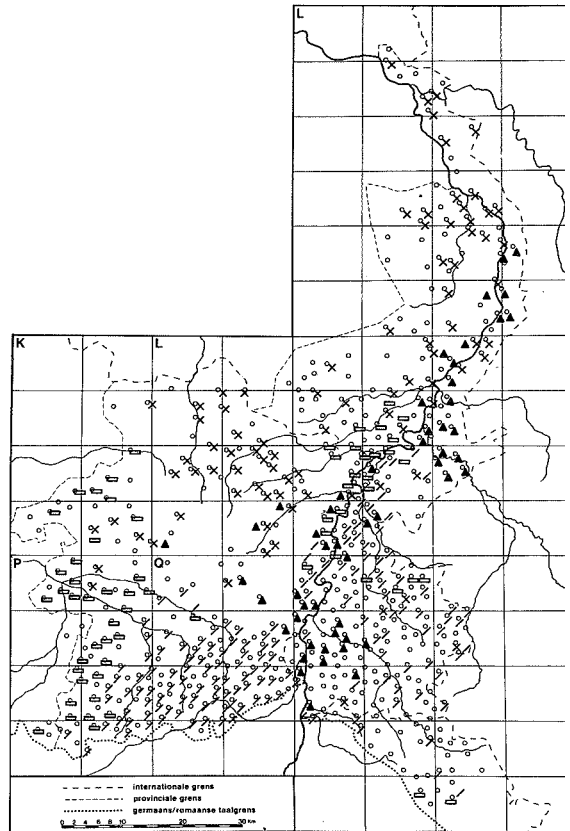 L
K L
P Q
internationale grens
provinciale grens
germaans/romaanse taalgrens
0 2 4 6 8 10 20 30 Km